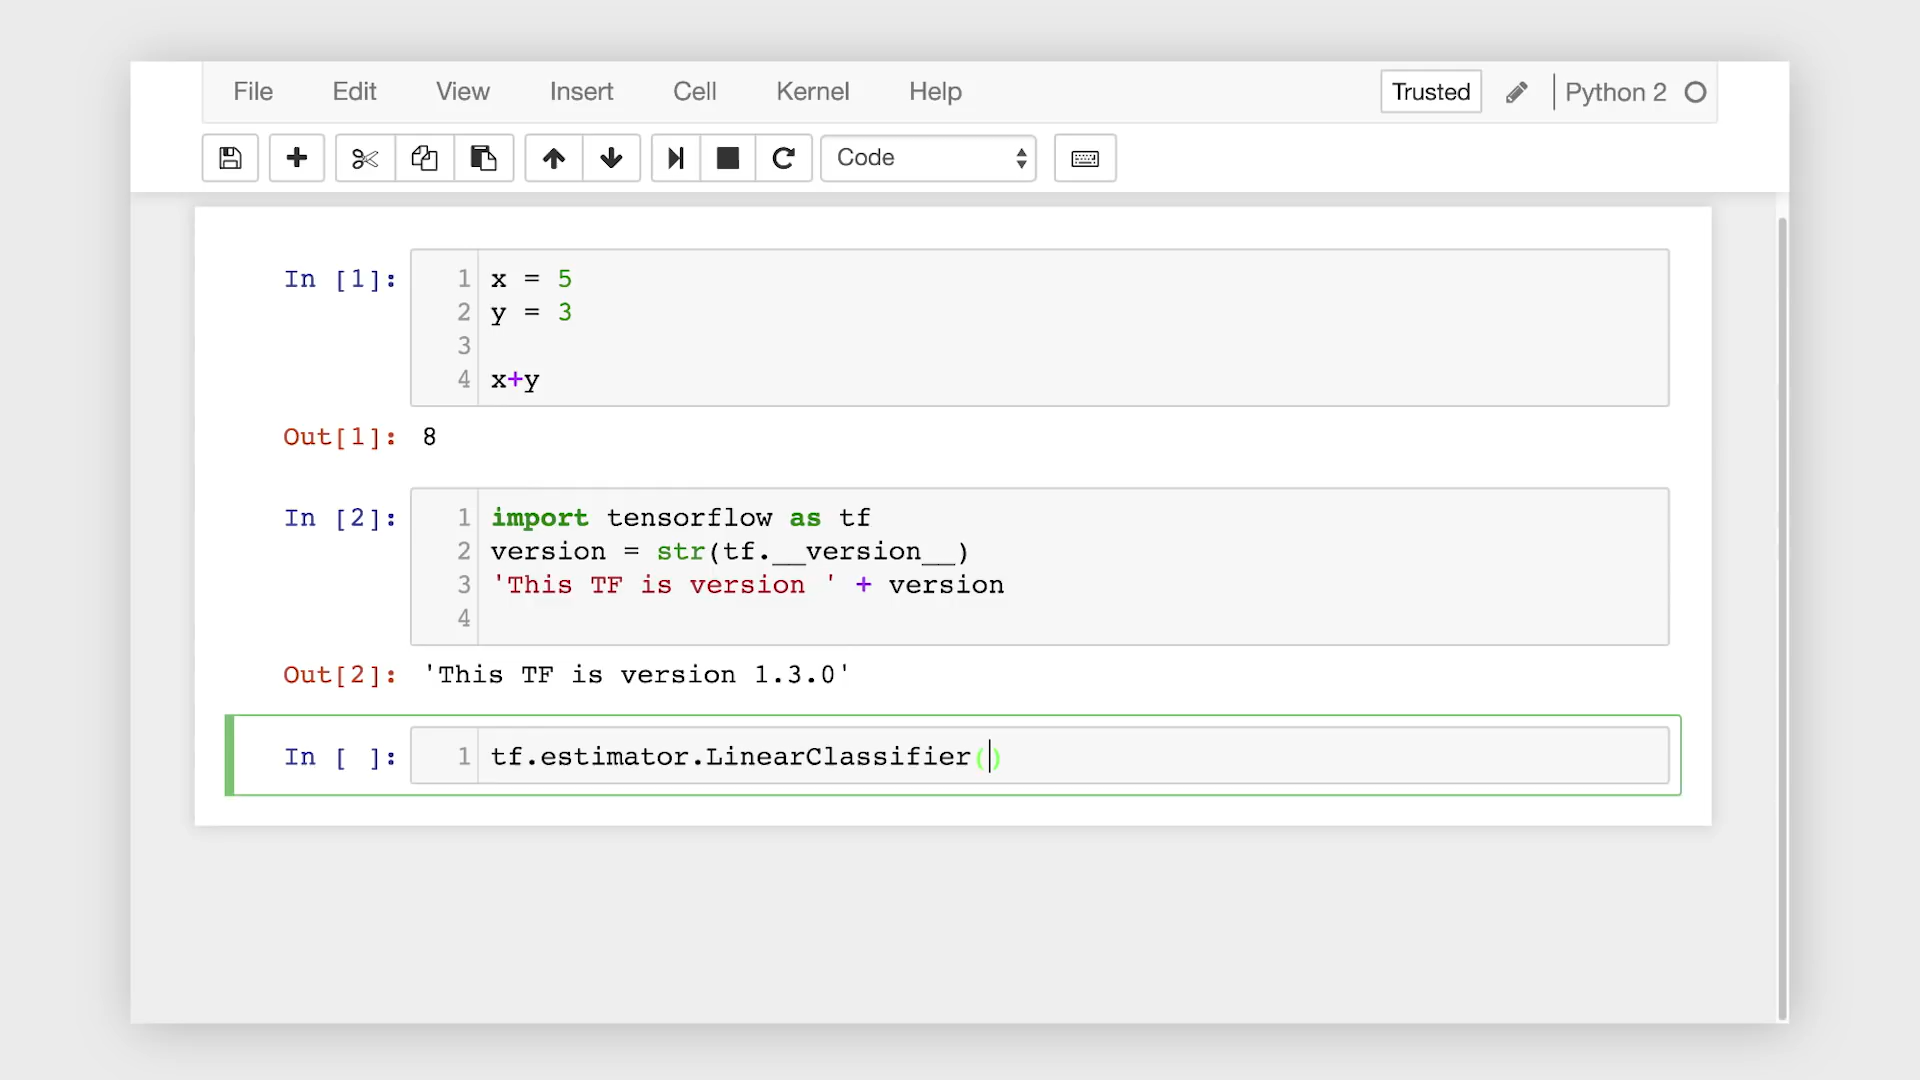 File Edit View Insert Cell Kernel Help Trusted Python 2
Code
In [1]: 1 x = 5
2 y = 3
3
4 x+y
Out[1]: 8
In [2]: 1 import tensorflow as tf
2 version = str(tf.__version__)
3 'This TF is version ' + version
4
Out[2]: 'This TF is version 1.3.0'
In [ ]: 1 tf.estimator.LinearClassifier()